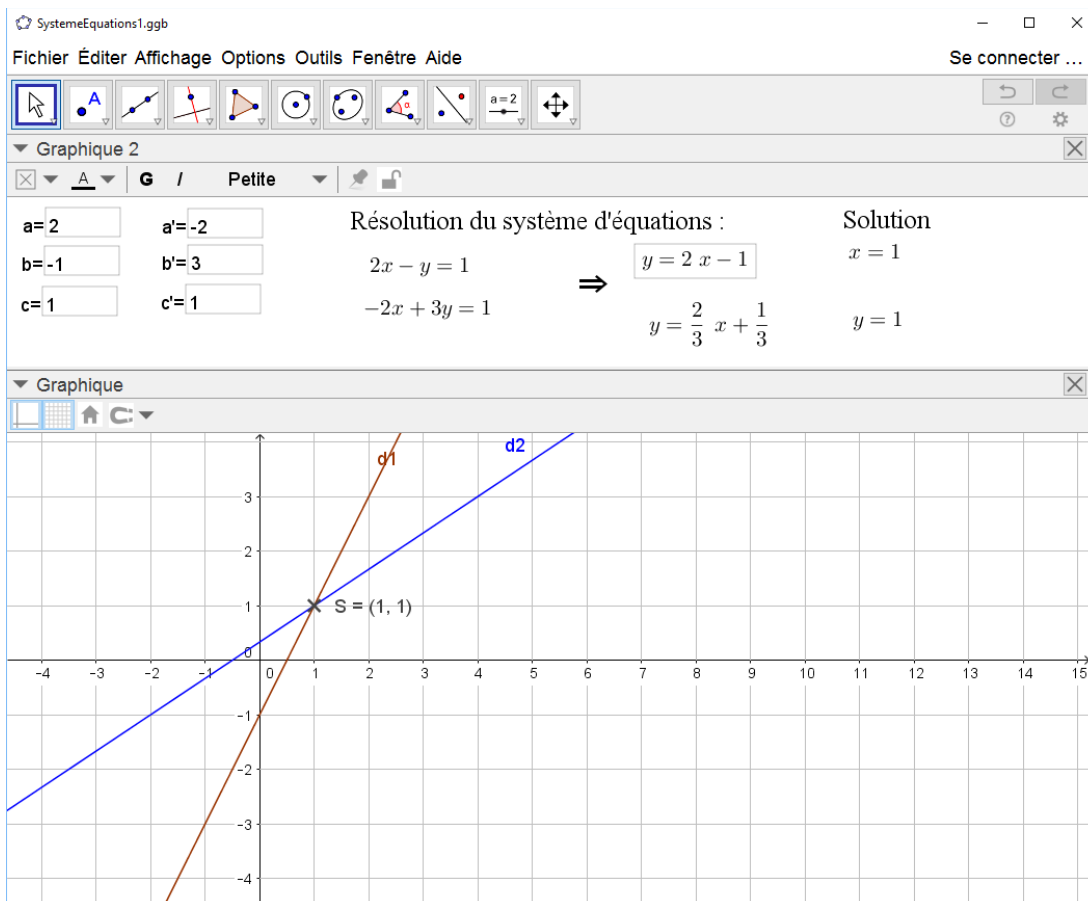 SystemeEquations1.ggb
Fichier Éditer Affichage Options Outils Fenêtre Aide Se connecter ...
A α a = 2
Graphique 2
A G I Petite
a= 2 a'= -2 Résolution du système d'équations : Solution
b= -1 b'= 3 2x − y = 1 ⇒ y = 2 x − 1 x = 1
c= 1 c'= 1 −2x + 3y = 1 y = 2/3 x + 1/3 y = 1
Graphique
d1 d2
3
2
1 S = (1, 1)
0
-4 -3 -2 -1 0 1 2 3 4 5 6 7 8 9 10 11 12 13 14 15
-1
-2
-3
-4